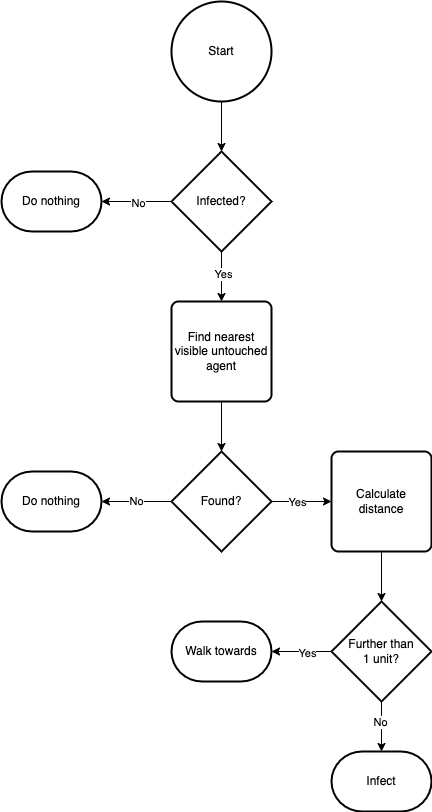 Start
Do nothing
No
Infected?
Yes
Find nearest
visible untouched
agent
Do nothing
No
Found?
Yes
Calculate
distance
Walk towards
Yes
Further than
1 unit?
No
Infect